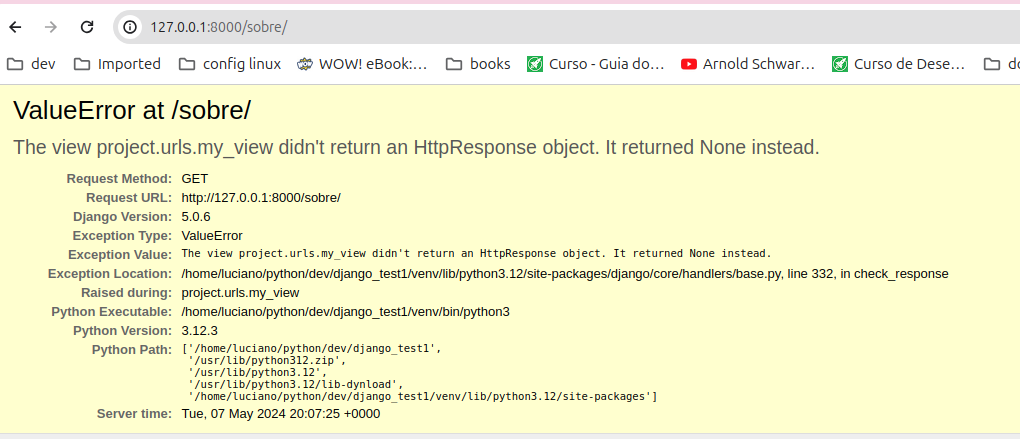 127.0.0.1:8000/sobre/
dev Imported config linux WOW! eBook:... books Curso - Guia do... Arnold Schwar... Curso de Dese...
ValueError at /sobre/
The view project.urls.my_view didn't return an HttpResponse object. It returned None instead.
Request Method: GET
Request URL: http://127.0.0.1:8000/sobre/
Django Version: 5.0.6
Exception Type: ValueError
Exception Value: The view project.urls.my_view didn't return an HttpResponse object. It returned None instead.
Exception Location: /home/luciano/python/dev/django_test1/venv/lib/python3.12/site-packages/django/core/handlers/base.py, line 332, in check_response
Raised during: project.urls.my_view
Python Executable: /home/luciano/python/dev/django_test1/venv/bin/python3
Python Version: 3.12.3
Python Path: ['/home/luciano/python/dev/django_test1',
'/usr/lib/python312.zip',
'/usr/lib/python3.12',
'/usr/lib/python3.12/lib-dynload',
'/home/luciano/python/dev/django_test1/venv/lib/python3.12/site-packages']
Server time: Tue, 07 May 2024 20:07:25 +0000